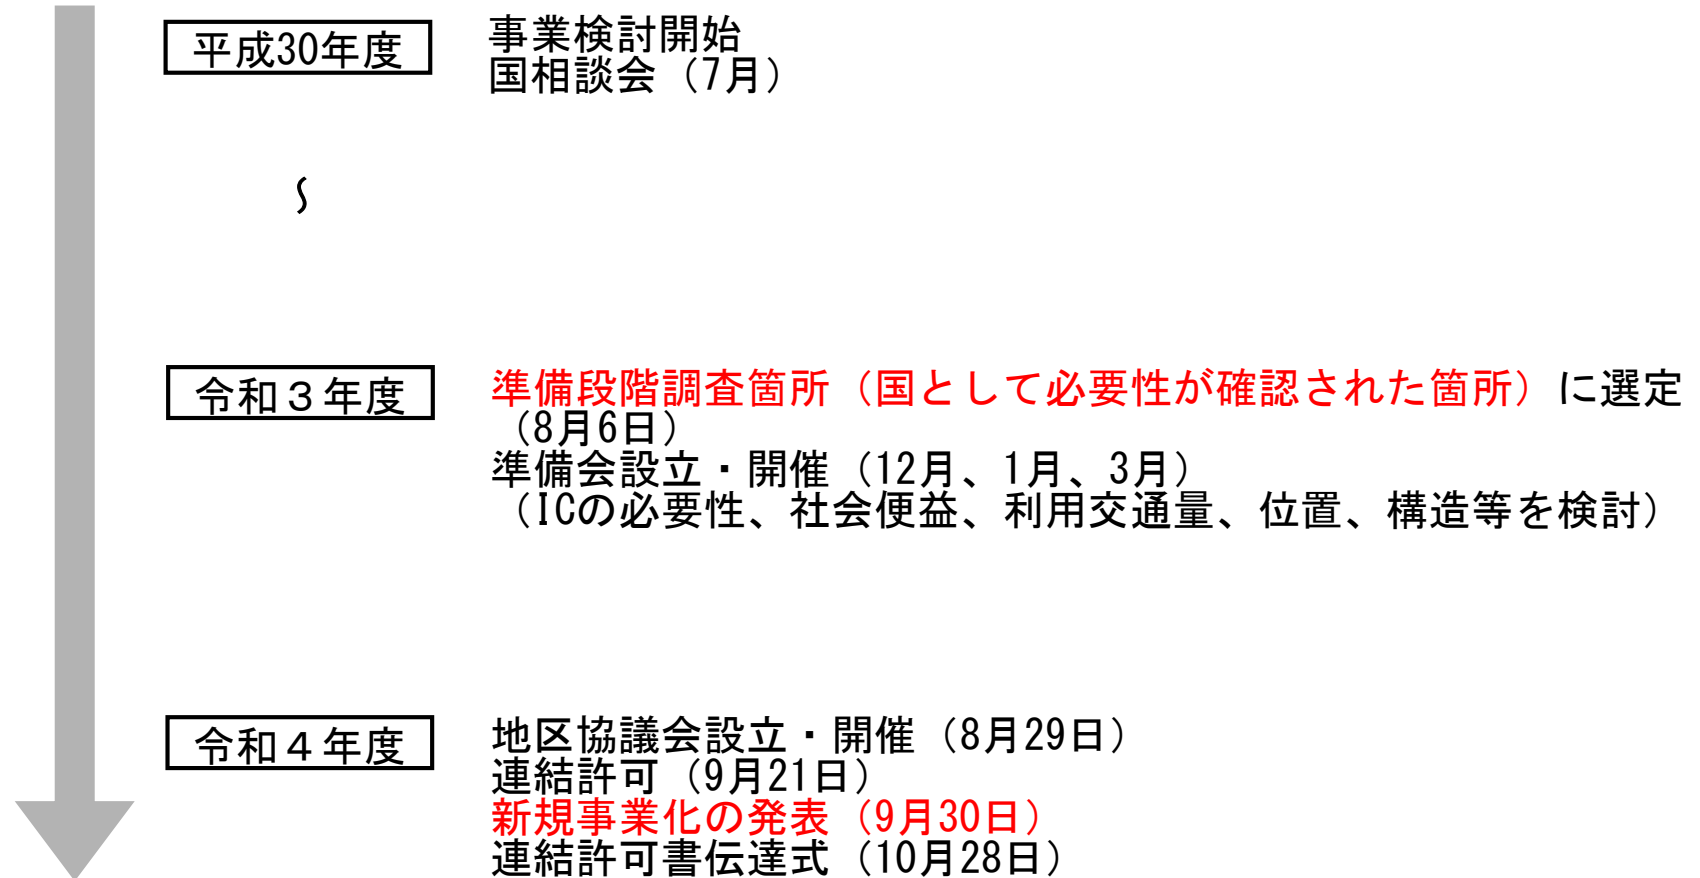 平成30年度
事業検討開始
国相談会（7月）
～
令和３年度
準備段階調査箇所（国として必要性が確認された箇所）に選定
（8月6日）
準備会設立・開催（12月、1月、3月）
（ICの必要性、社会便益、利用交通量、位置、構造等を検討）
令和４年度
地区協議会設立・開催（8月29日）
連結許可（9月21日）
新規事業化の発表（9月30日）
連結許可書伝達式（10月28日）